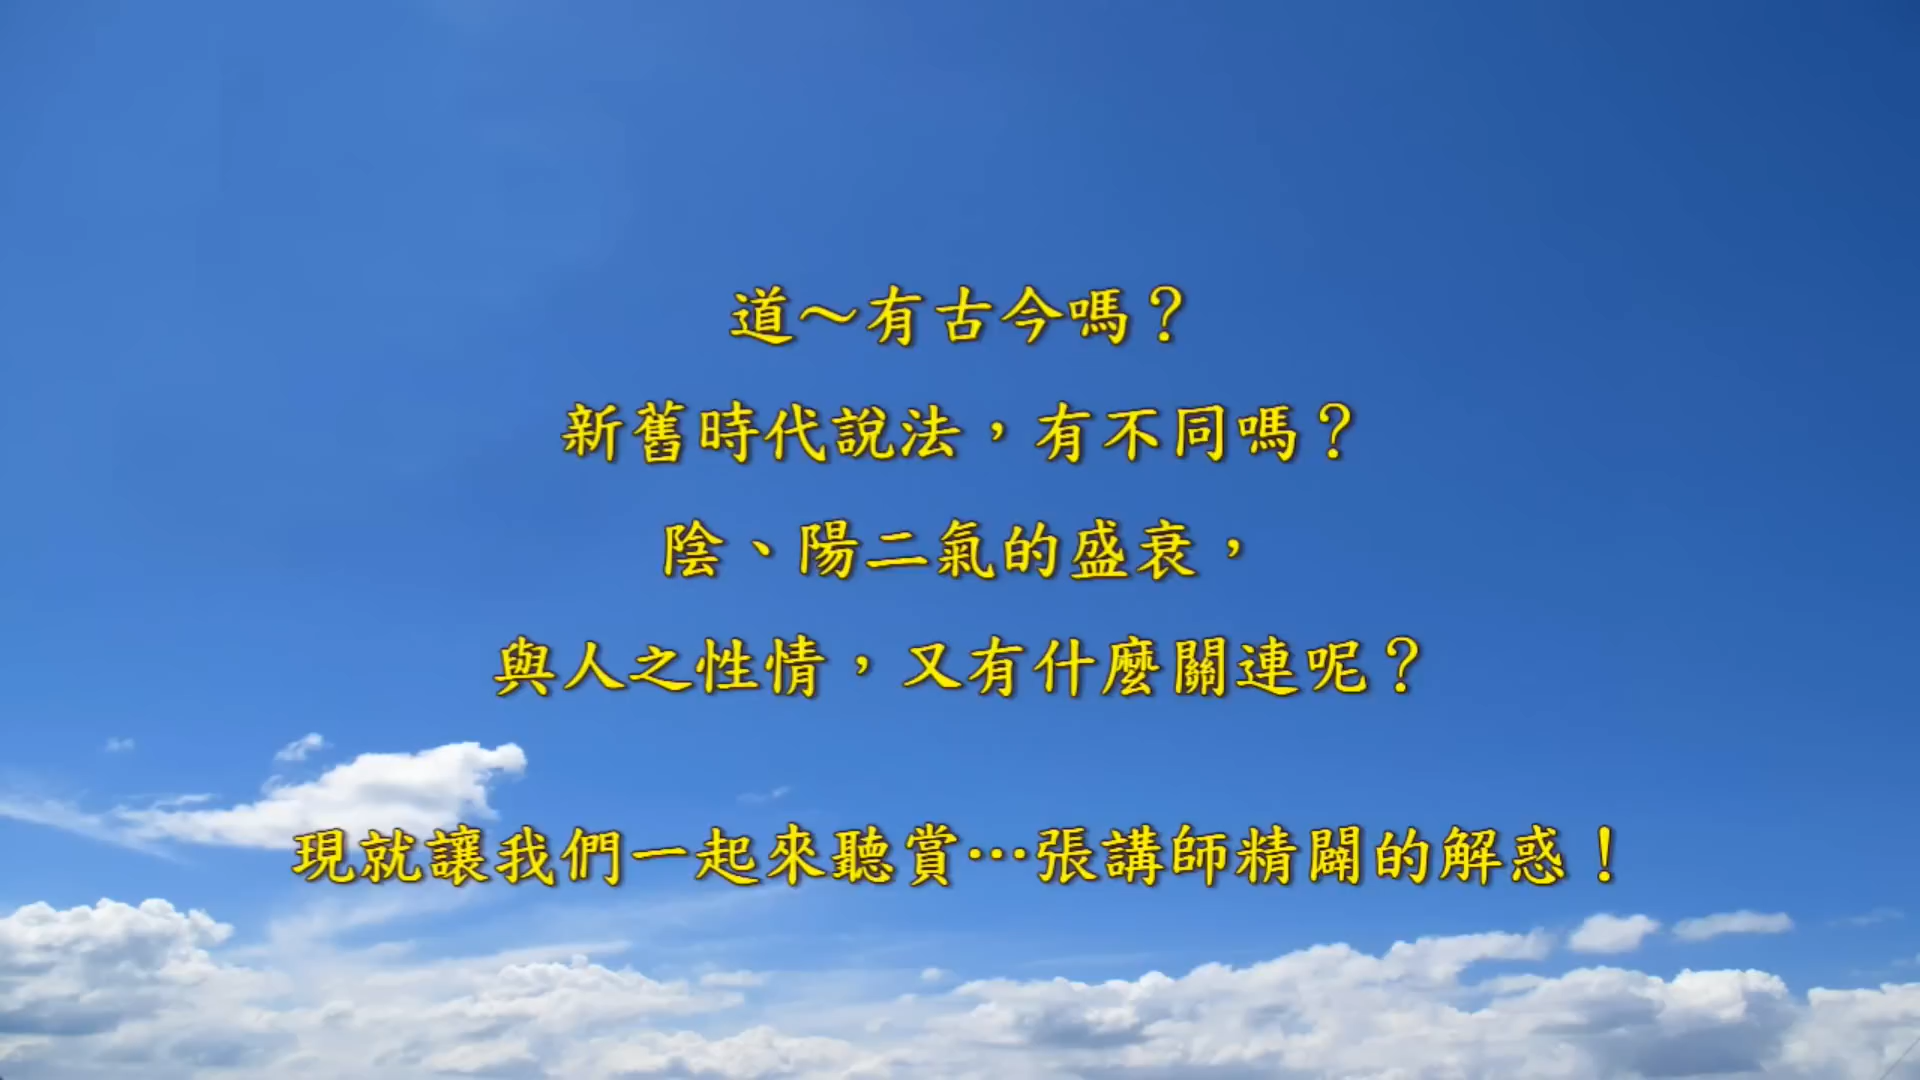 道～有古今嗎？
新舊時代說法，有不同嗎？
陰、陽二氣的盛衰，
與人之性情，又有什麼關連呢？
現就讓我們一起來聽賞…張講師精闢的解惑！